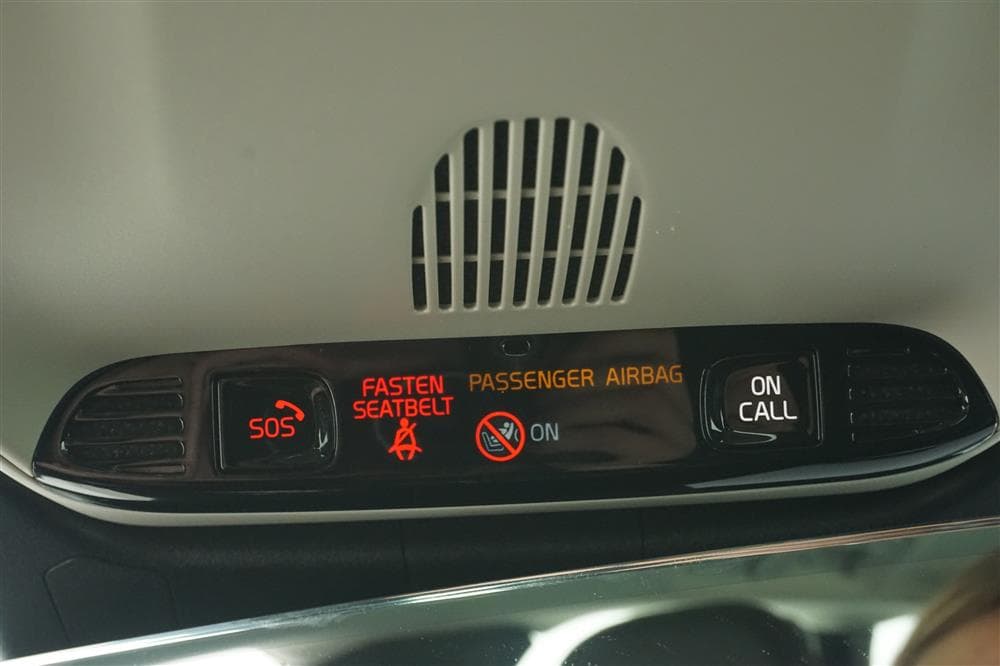 SOS
FASTEN
SEATBELT
PASSENGER AIRBAG
ON
ON
CALL